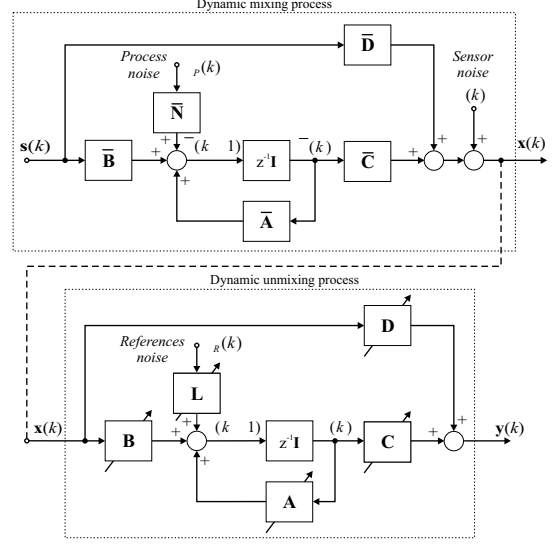 Dynamic mixing process
D̅
Process noise
P(k)
Sensor noise
(k)
N̅
s(k)
+
+
+
‾(k 1)
‾(k)
+
+
+
+
x(k)
B̅
z⁻¹I
C̅
A̅
Dynamic unmixing process
D
References noise
R(k)
L
x(k)
+
+
+
(k 1)
(k)
+
+
y(k)
B
z⁻¹I
C
A